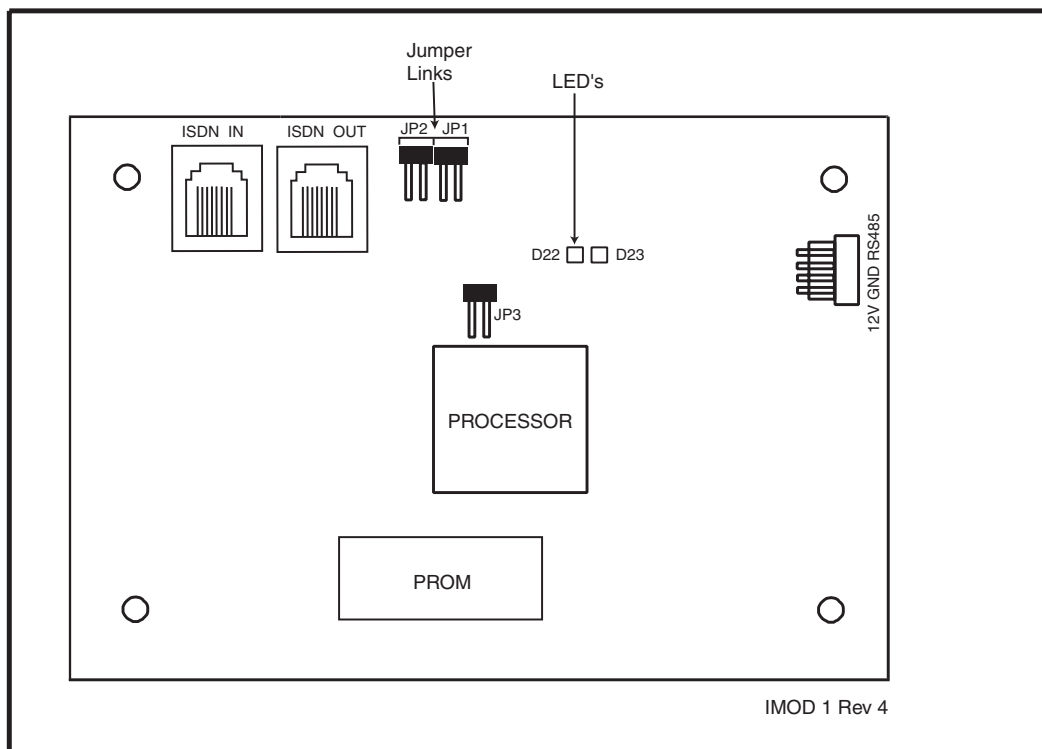 Jumper
Links
LED's
ISDN IN
ISDN OUT
JP2
JP1
D22
D23
12V GND RS485
JP3
PROCESSOR
PROM
IMOD 1 Rev 4